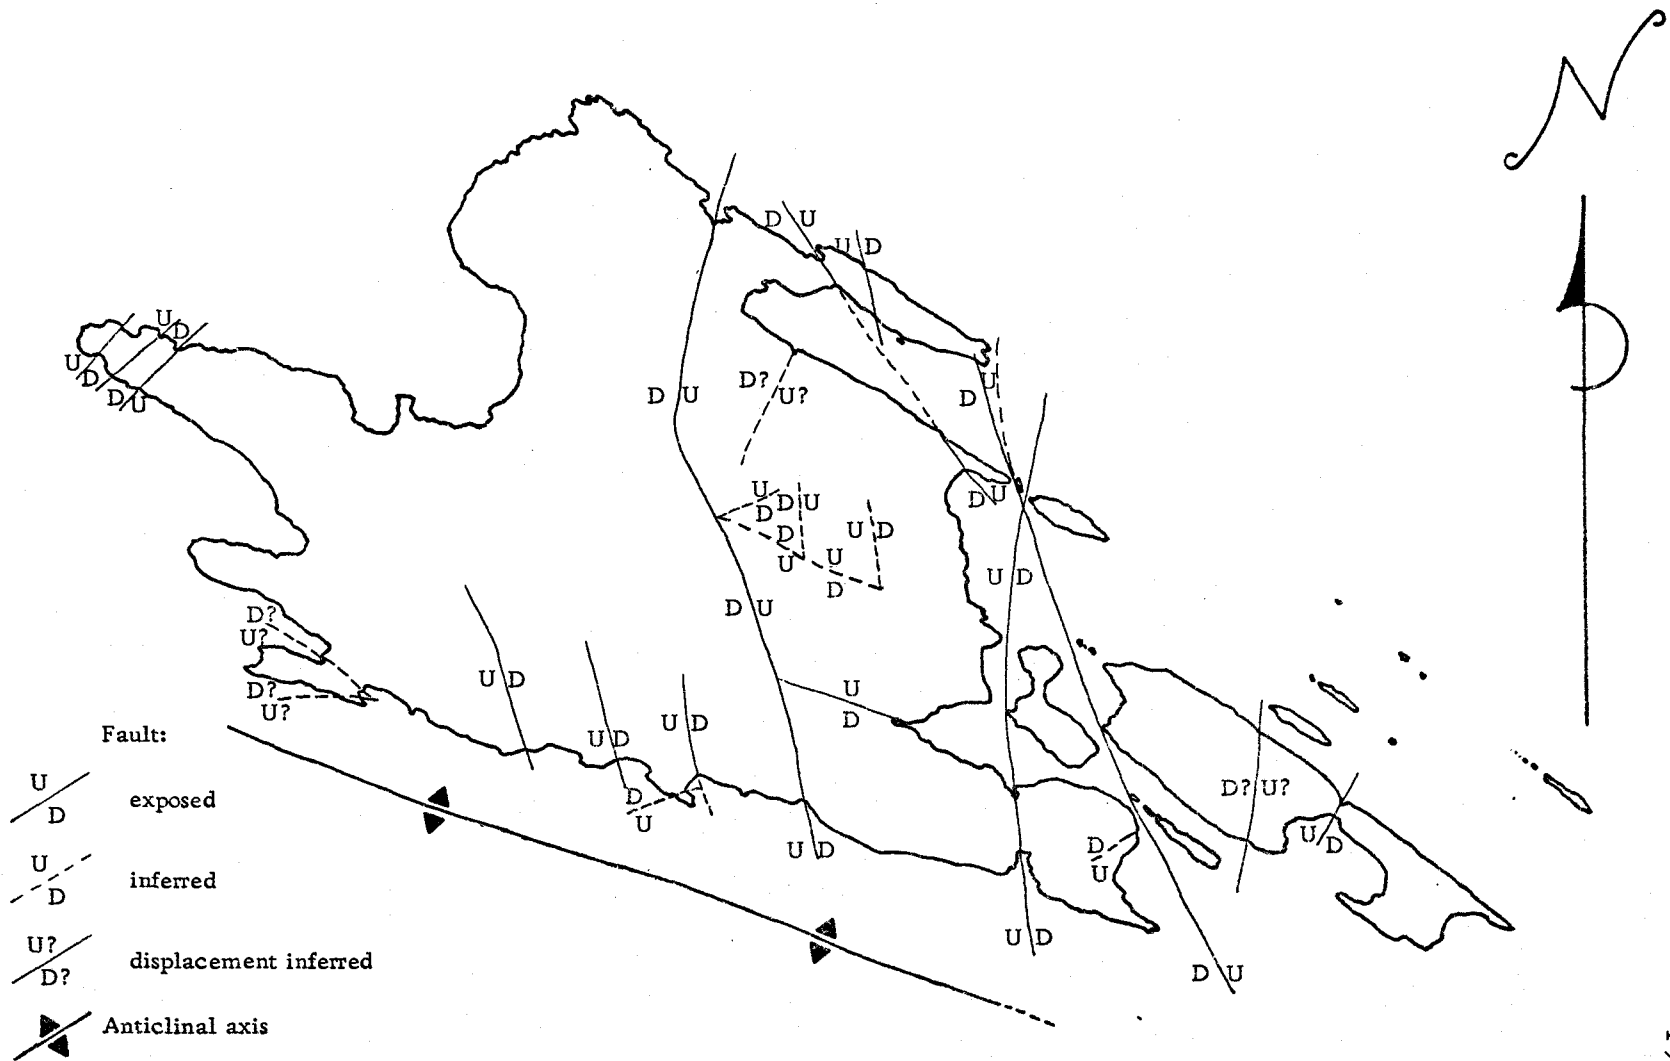 N
D U
U D
U
D
U
D
D U
D U
D?
U?
D
U
D U
U
D
D
U
D
U
U D
U
D
U D
D U
D?
U?
D?
U?
U D
U
D
U D
U D
D
U
U D
D? U?
U D
D
U
U D
D U
Fault:
U
D
exposed
U
D
inferred
U?
D?
displacement inferred
Anticlinal axis